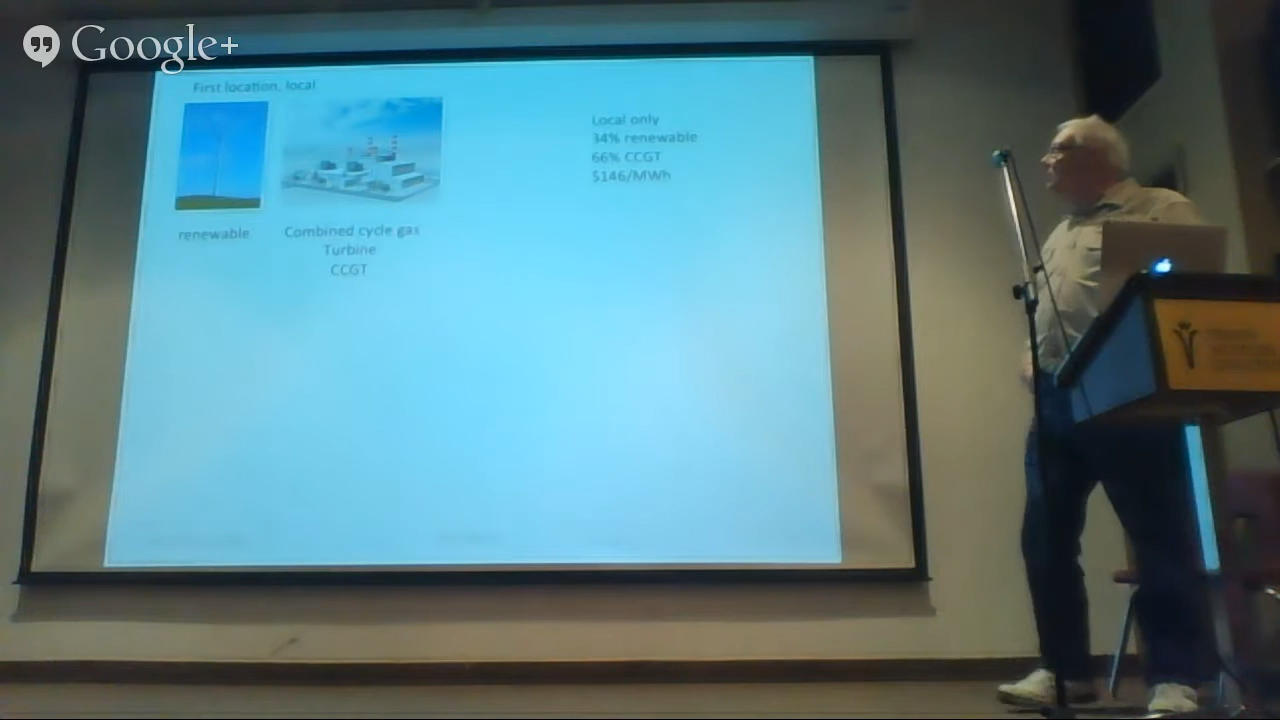 Google+
First location, local
renewable
Combined cycle gas
Turbine
CCGT
Local only
34% renewable
66% CCGT
$146/MWh